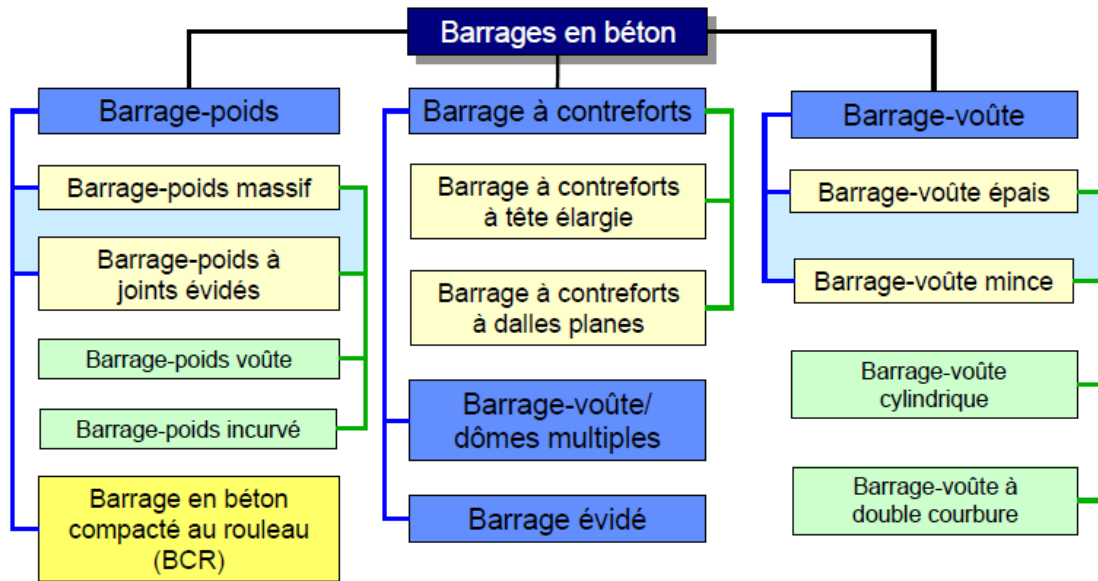 Barrages en béton
Barrage-poids
Barrage-poids massif
Barrage-poids à
joints évidés
Barrage-poids voûte
Barrage-poids incurvé
Barrage en béton
compacté au rouleau
(BCR)
Barrage à contreforts
Barrage à contreforts
à tête élargie
Barrage à contreforts
à dalles planes
Barrage-voûte/
dômes multiples
Barrage évidé
Barrage-voûte
Barrage-voûte épais
Barrage-voûte mince
Barrage-voûte
cylindrique
Barrage-voûte à
double courbure